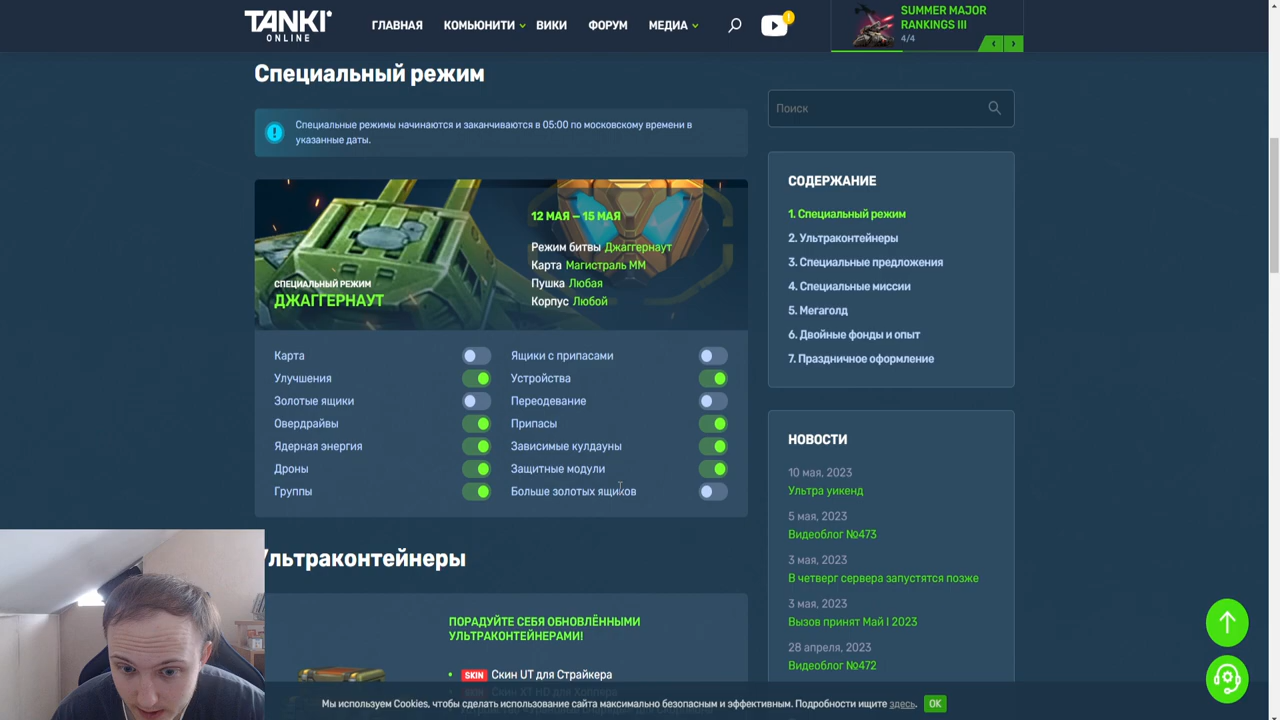 TANKI
ONLINE
ГЛАВНАЯ
КОМЬЮНИТИ
ВИКИ
ФОРУМ
МЕДИА
SUMMER MAJOR
RANKINGS III
4/4
Специальный режим
Специальные режимы начинаются и заканчиваются в 05:00 по московскому времени в
указанные даты.
СПЕЦИАЛЬНЫЙ РЕЖИМ
ДЖАГГЕРНАУТ
12 МАЯ – 15 МАЯ
Режим битвы Джаггернаут
Карта Магистраль ММ
Пушка Любая
Корпус Любой
Карта
Ящики с припасами
Улучшения
Устройства
Золотые ящики
Переодевание
Овердрайвы
Припасы
Ядерная энергия
Зависимые кулдауны
Дроны
Защитные модули
Группы
Больше золотых ящиков
Ультраконтейнеры
ПОРАДУЙТЕ СЕБЯ ОБНОВЛЁННЫМИ
УЛЬТРАКОНТЕЙНЕРАМИ!
SKIN Скин UT для Страйкера
SKIN Скин XT HD для Хоппера
Поиск
СОДЕРЖАНИЕ
1. Специальный режим
2. Ультраконтейнеры
3. Специальные предложения
4. Специальные миссии
5. Мегаголд
6. Двойные фонды и опыт
7. Праздничное оформление
НОВОСТИ
10 мая, 2023
Ультра уикенд
5 мая, 2023
Видеоблог №473
3 мая, 2023
В четверг сервера запустятся позже
3 мая, 2023
Вызов принят Май I 2023
28 апреля, 2023
Видеоблог №472
Мы используем Cookies, чтобы сделать использование сайта максимально безопасным и эффективным. Подробности ищите здесь.
OK